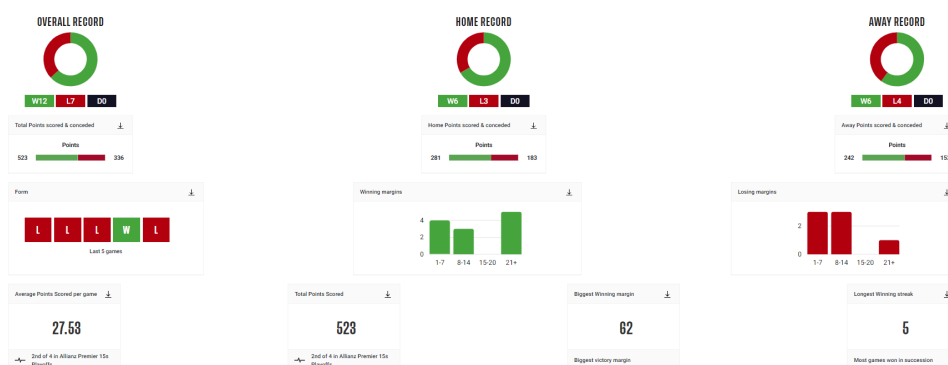 OVERALL RECORD
HOME RECORD
AWAY RECORD
W12 L7 D0
W6 L3 D0
W6 L4 D0
Total Points scored & conceded
Home Points scored & conceded
Away Points scored & conceded
Points
Points
Points
523 336
281 183
242
Form
Winning margins
Losing margins
L L L W L
Last 5 games
4
2
0
1-7 8-14 15-20 21+
2
0
1-7 8-14 15-20 21+
Average Points Scored per game
Total Points Scored
Biggest Winning margin
Longest Winning streak
27.53
523
62
5
2nd of 4 in Allianz Premier 15s
Playoffs
2nd of 4 in Allianz Premier 15s
Playoffs
Biggest victory margin
Most games won in succession